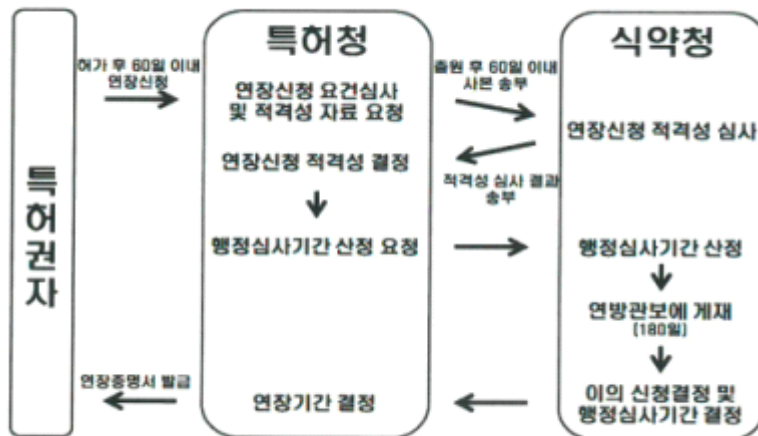 특허권자
허가 후 60일 이내
연장신청
특허청
연장신청 요건심사
및 적격성 자료 요청
연장신청 적격성 결정
행정심사기간 산정 요청
연장기간 결정
출원 후 60일 이내
사본 송부
적격성 심사 결과
송부
식약청
연장신청 적격성 심사
행정심사기간 산정
연방관보에 게재
(180일)
이의 신청결정 및
행정심사기간 결정
연장증명서 발급